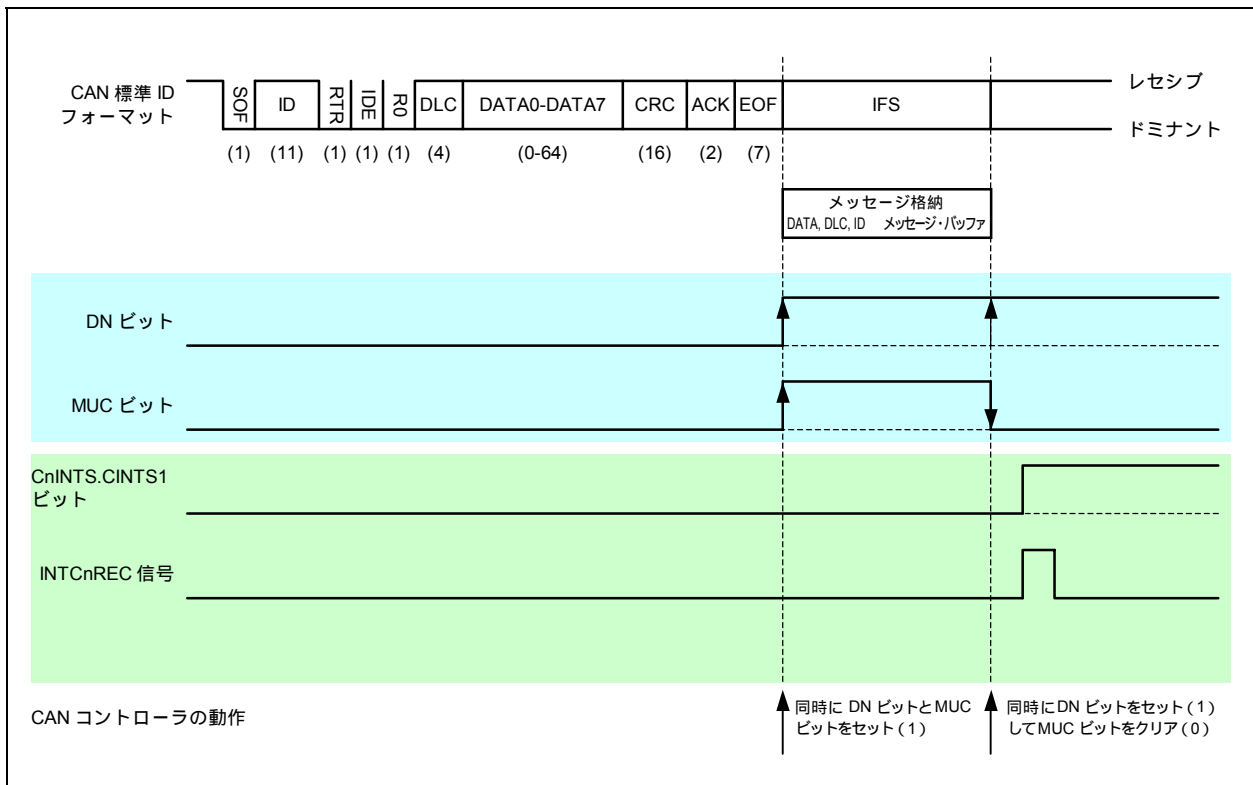 CAN 標準 ID
フォーマット
SOF
ID
RTR
IDE
R0
DLC
DATA0-DATA7
CRC
ACK
EOF
IFS
レセシブ
ドミナント
(1) (11) (1) (1) (1) (4) (0-64) (16) (2) (7)
メッセージ格納
DATA, DLC, ID メッセージ・バッファ
DN ビット
MUC ビット
CnINTS.CINTS1
ビット
INTCnREC 信号
CAN コントローラの動作
同時に DN ビットと MUC
ビットをセット(1)
同時にDN ビットをセット(1)
してMUC ビットをクリア(0)